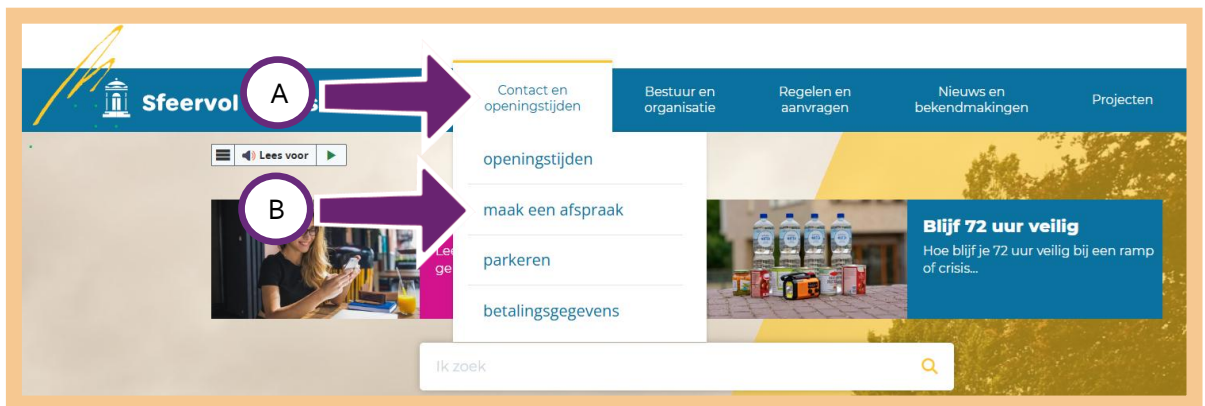 A
Sfeervol
s
Contact en
openingstijden
Bestuur en
organisatie
Regelen en
aanvragen
Nieuws en
bekendmakingen
Projecten
Lees voor
openingstijden
B
maak een afspraak
Blijf 72 uur veilig
Hoe blijf je 72 uur veilig bij een ramp
of crisis...
parkeren
betalingsgegevens
Ik zoek